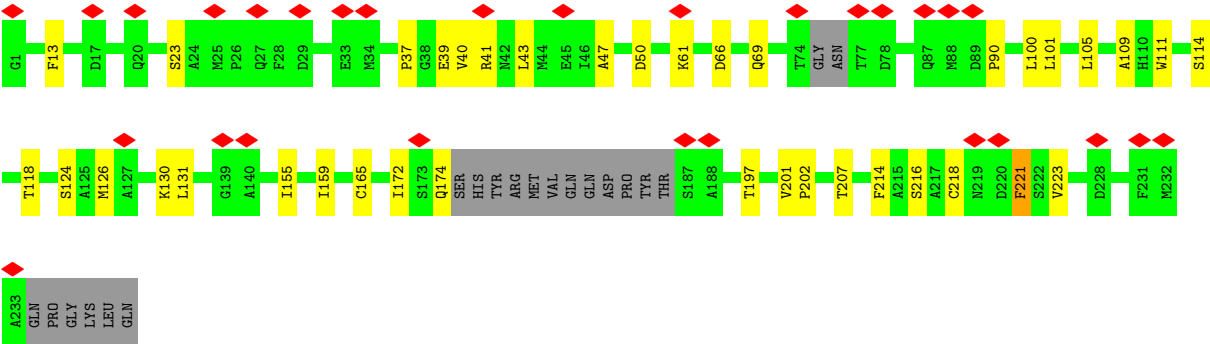 G1 F13 D17 Q20 S23 A24 M25 P26 Q27 F28 D29 E33 M34 P37 G38 E39 V40 R41 N42 L43 M44 E45 I46 A47 D50 K61 D66 Q69 T74 GLY ASN T77 D78 Q87 M88 D89 P90 L100 L101 L105 A109 H110 W111 S114
T118 S124 A125 M126 A127 K130 L131 G139 A140 I155 I159 C165 I172 S173 Q174 SER HIS TYR ARG MET VAL GLN GLN ASP PRO TYR THR S187 A188 T197 V201 P202 T207 F214 A215 S216 A217 C218 N219 D220 F221 S222 V223 D228 F231 M232
A233 GLN PRO GLY LYS LEU GLN